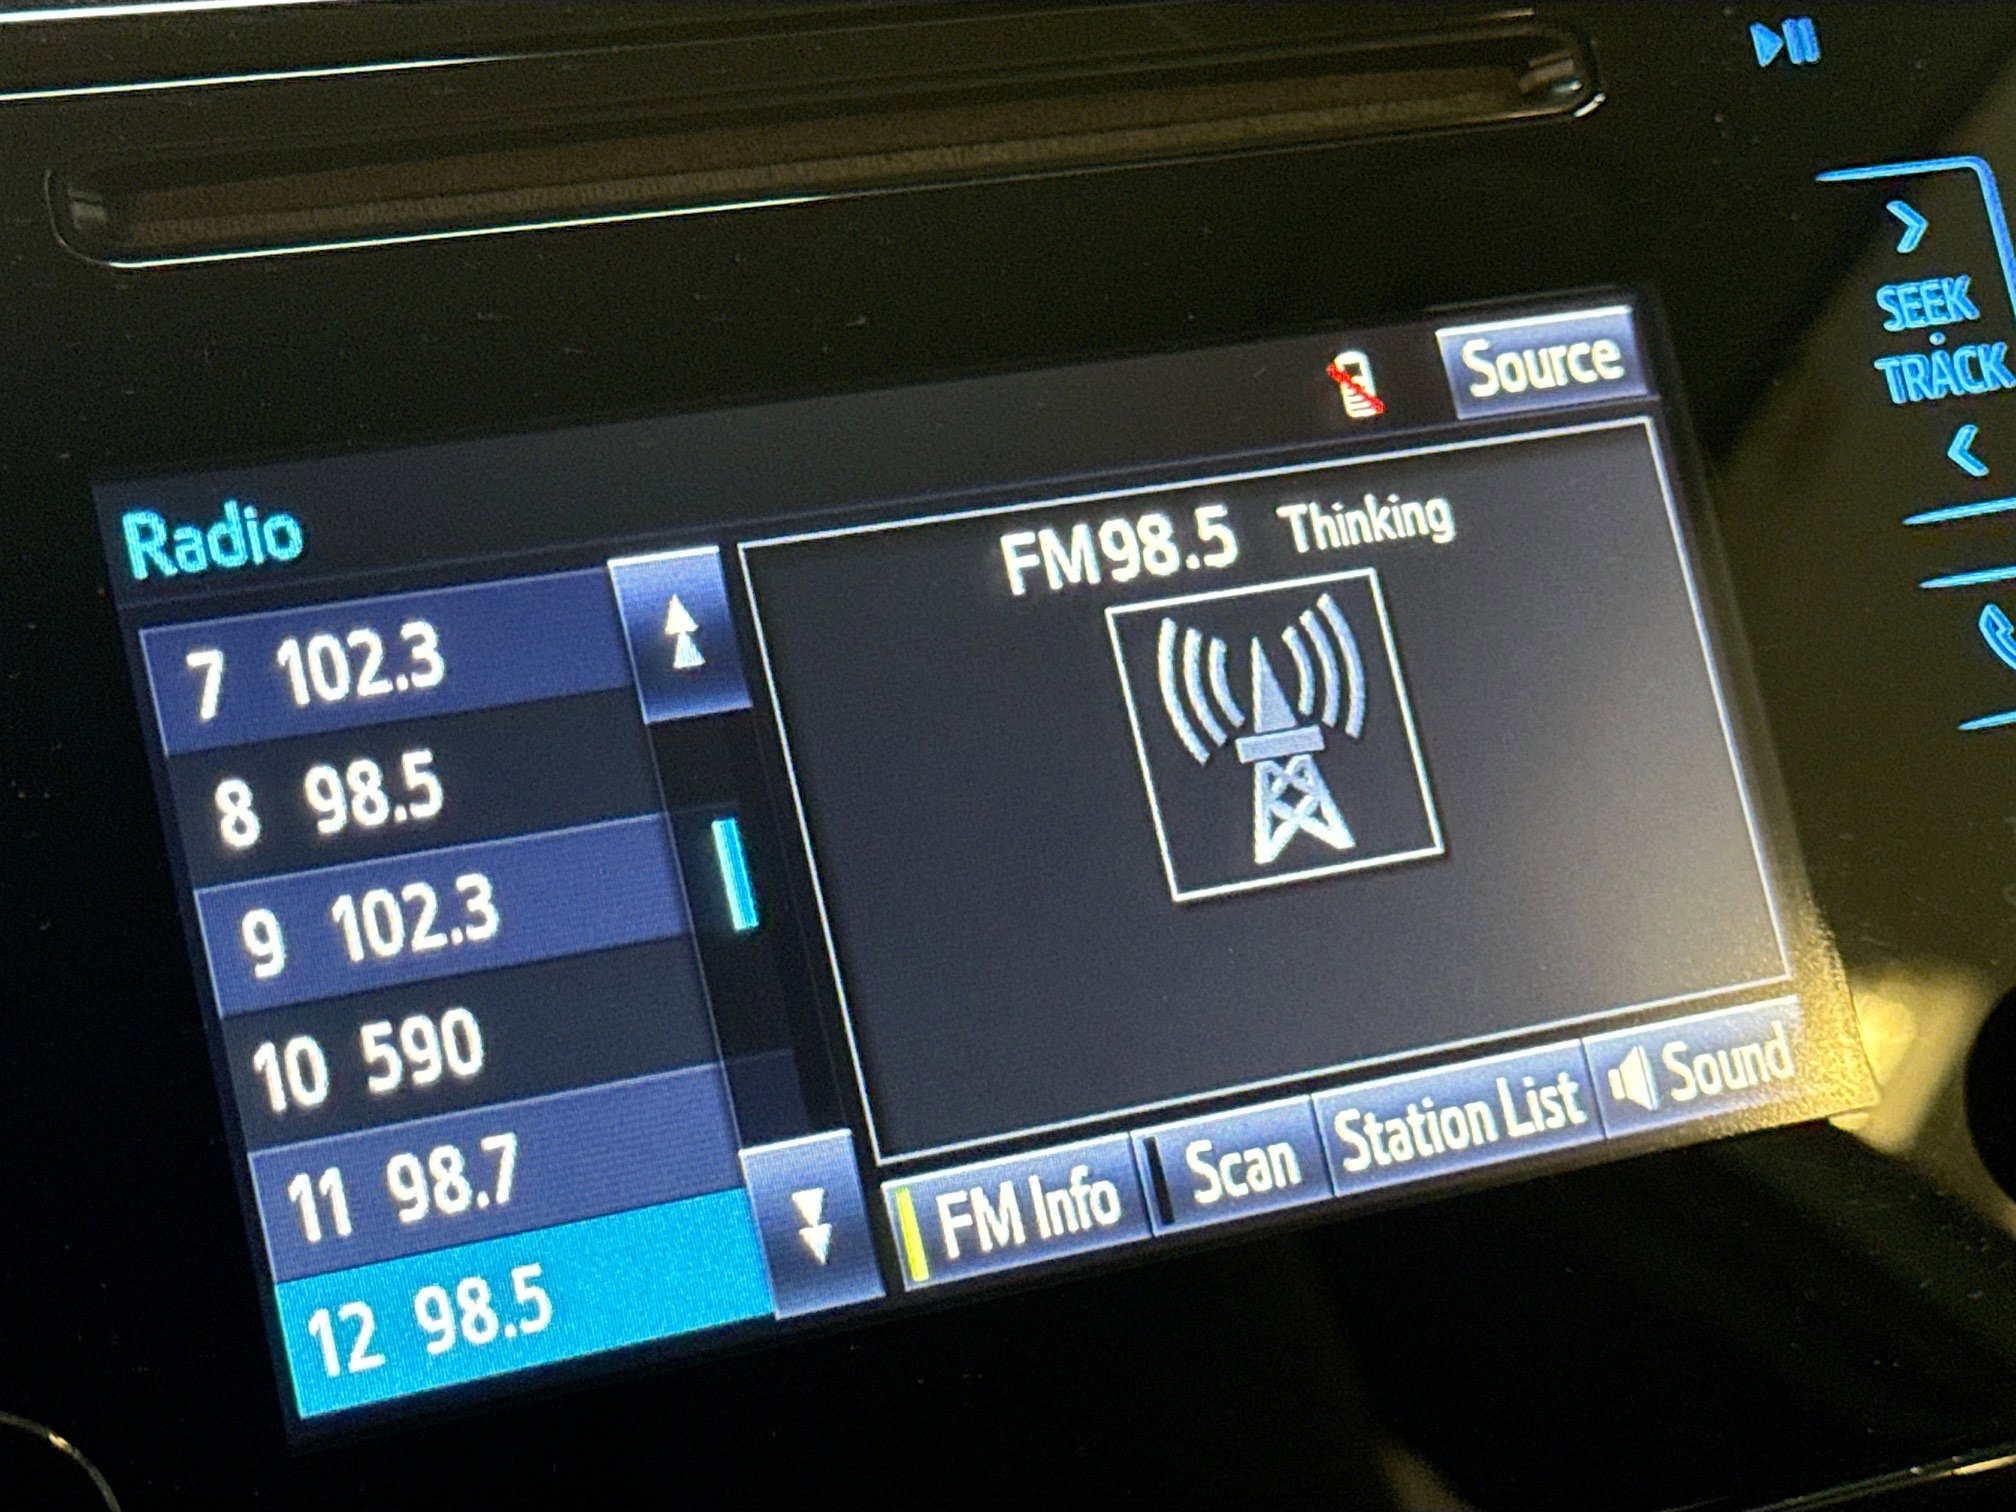 Source
SEEK
TRACK
Radio
FM98.5 Thinking
7 102.3
8 98.5
9 102.3
10 590
11 98.7
12 98.5
FM Info
Scan
Station List
Sound